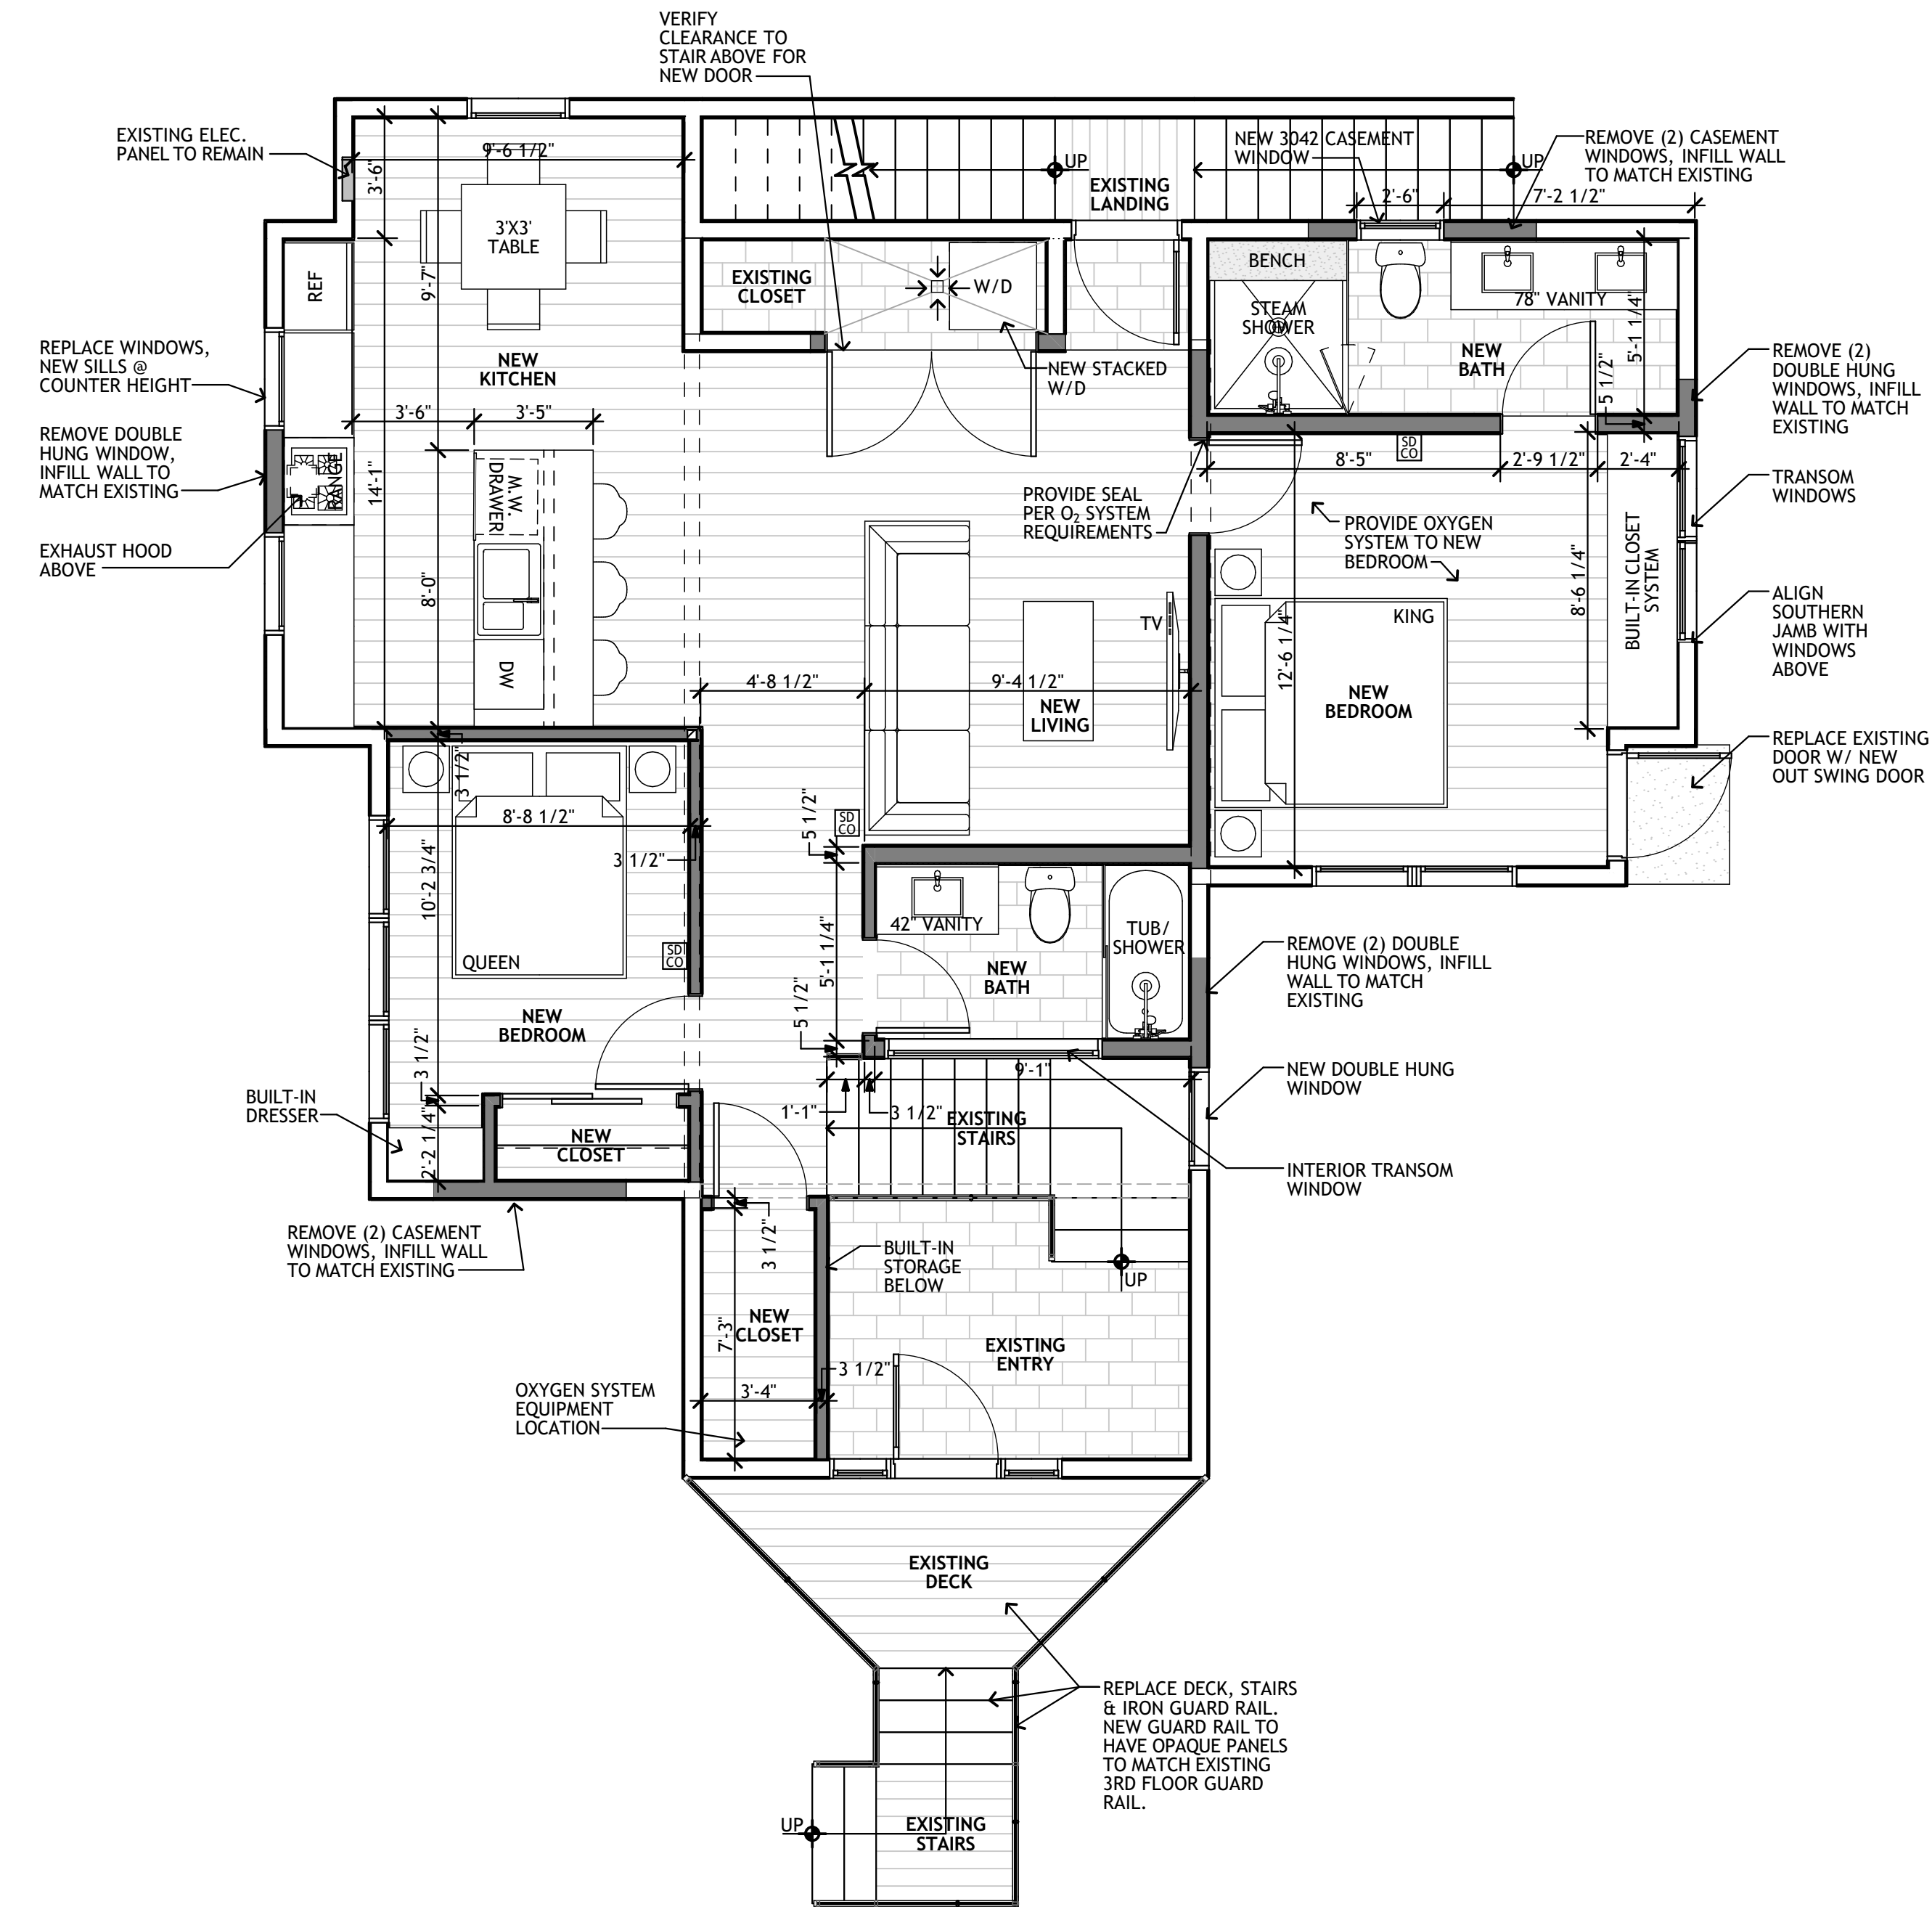 VERIFY
CLEARANCE TO
STAIR ABOVE FOR
NEW DOOR
EXISTING ELEC.
PANEL TO REMAIN
9'-6 1/2"
3'-6"
3'X3'
TABLE
9'-7"
REF
NEW
KITCHEN
REPLACE WINDOWS,
NEW SILLS @
COUNTER HEIGHT
REMOVE DOUBLE
HUNG WINDOW,
INFILL WALL TO
MATCH EXISTING
EXHAUST HOOD
ABOVE
RANGE
3'-6"
3'-5"
14'-1"
8'-0"
M.W.
DRAWER
DW
UP
EXISTING
LANDING
NEW 3042 CASEMENT
WINDOW
UP
REMOVE (2) CASEMENT
WINDOWS, INFILL WALL
TO MATCH EXISTING
2'-6"
7'-2 1/2"
EXISTING
CLOSET
W/D
NEW STACKED
W/D
BENCH
STEAM
SHOWER
78" VANITY
NEW
BATH
5'-1 1/4"
5 1/2"
REMOVE (2)
DOUBLE HUNG
WINDOWS, INFILL
WALL TO MATCH
EXISTING
SD
CO
8'-5"
2'-9 1/2"
2'-4"
TRANSOM
WINDOWS
PROVIDE SEAL
PER O₂ SYSTEM
REQUIREMENTS
PROVIDE OXYGEN
SYSTEM TO NEW
BEDROOM
8'-6 1/4"
BUILT-IN CLOSET
SYSTEM
ALIGN
SOUTHERN
JAMB WITH
WINDOWS
ABOVE
TV
KING
12'-6 1/4"
NEW
BEDROOM
4'-8 1/2"
9'-4 1/2"
NEW
LIVING
REPLACE EXISTING
DOOR W/ NEW
OUT SWING DOOR
3 1/2"
8'-8 1/2"
3 1/2"
10'-2 3/4"
QUEEN
SD
CO
NEW
BEDROOM
5 1/2"
SD
CO
42" VANITY
5'-1 1/4"
5 1/2"
NEW
BATH
TUB/
SHOWER
REMOVE (2) DOUBLE
HUNG WINDOWS, INFILL
WALL TO MATCH
EXISTING
3 1/2"
2'-2 1/4"
BUILT-IN
DRESSER
NEW
CLOSET
9'-1"
1'-1"
3 1/2"
EXISTING
STAIRS
NEW DOUBLE HUNG
WINDOW
INTERIOR TRANSOM
WINDOW
REMOVE (2) CASEMENT
WINDOWS, INFILL WALL
TO MATCH EXISTING
3 1/2"
BUILT-IN
STORAGE
BELOW
UP
NEW
CLOSET
7'-3"
EXISTING
ENTRY
3 1/2"
3'-4"
OXYGEN SYSTEM
EQUIPMENT
LOCATION
EXISTING
DECK
REPLACE DECK, STAIRS
& IRON GUARD RAIL.
NEW GUARD RAIL TO
HAVE OPAQUE PANELS
TO MATCH EXISTING
3RD FLOOR GUARD
RAIL.
UP
EXISTING
STAIRS